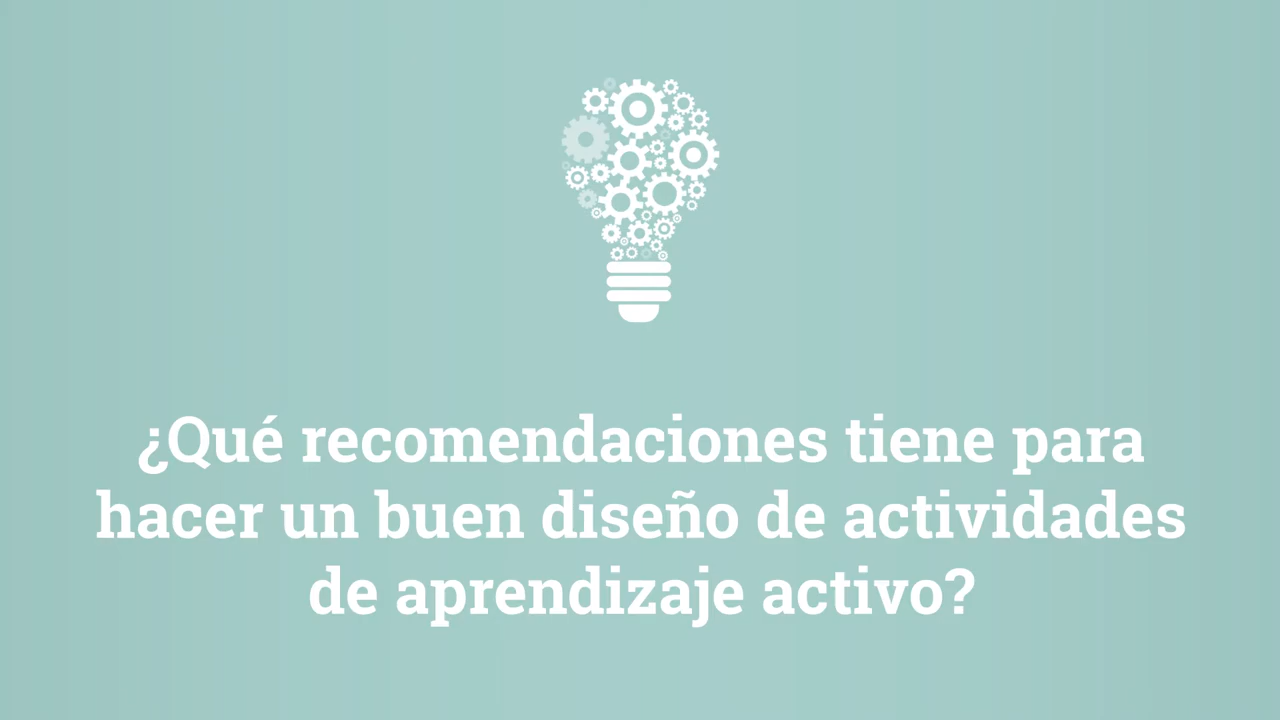 ¿Qué recomendaciones tiene para
hacer un buen diseño de actividades
de aprendizaje activo?